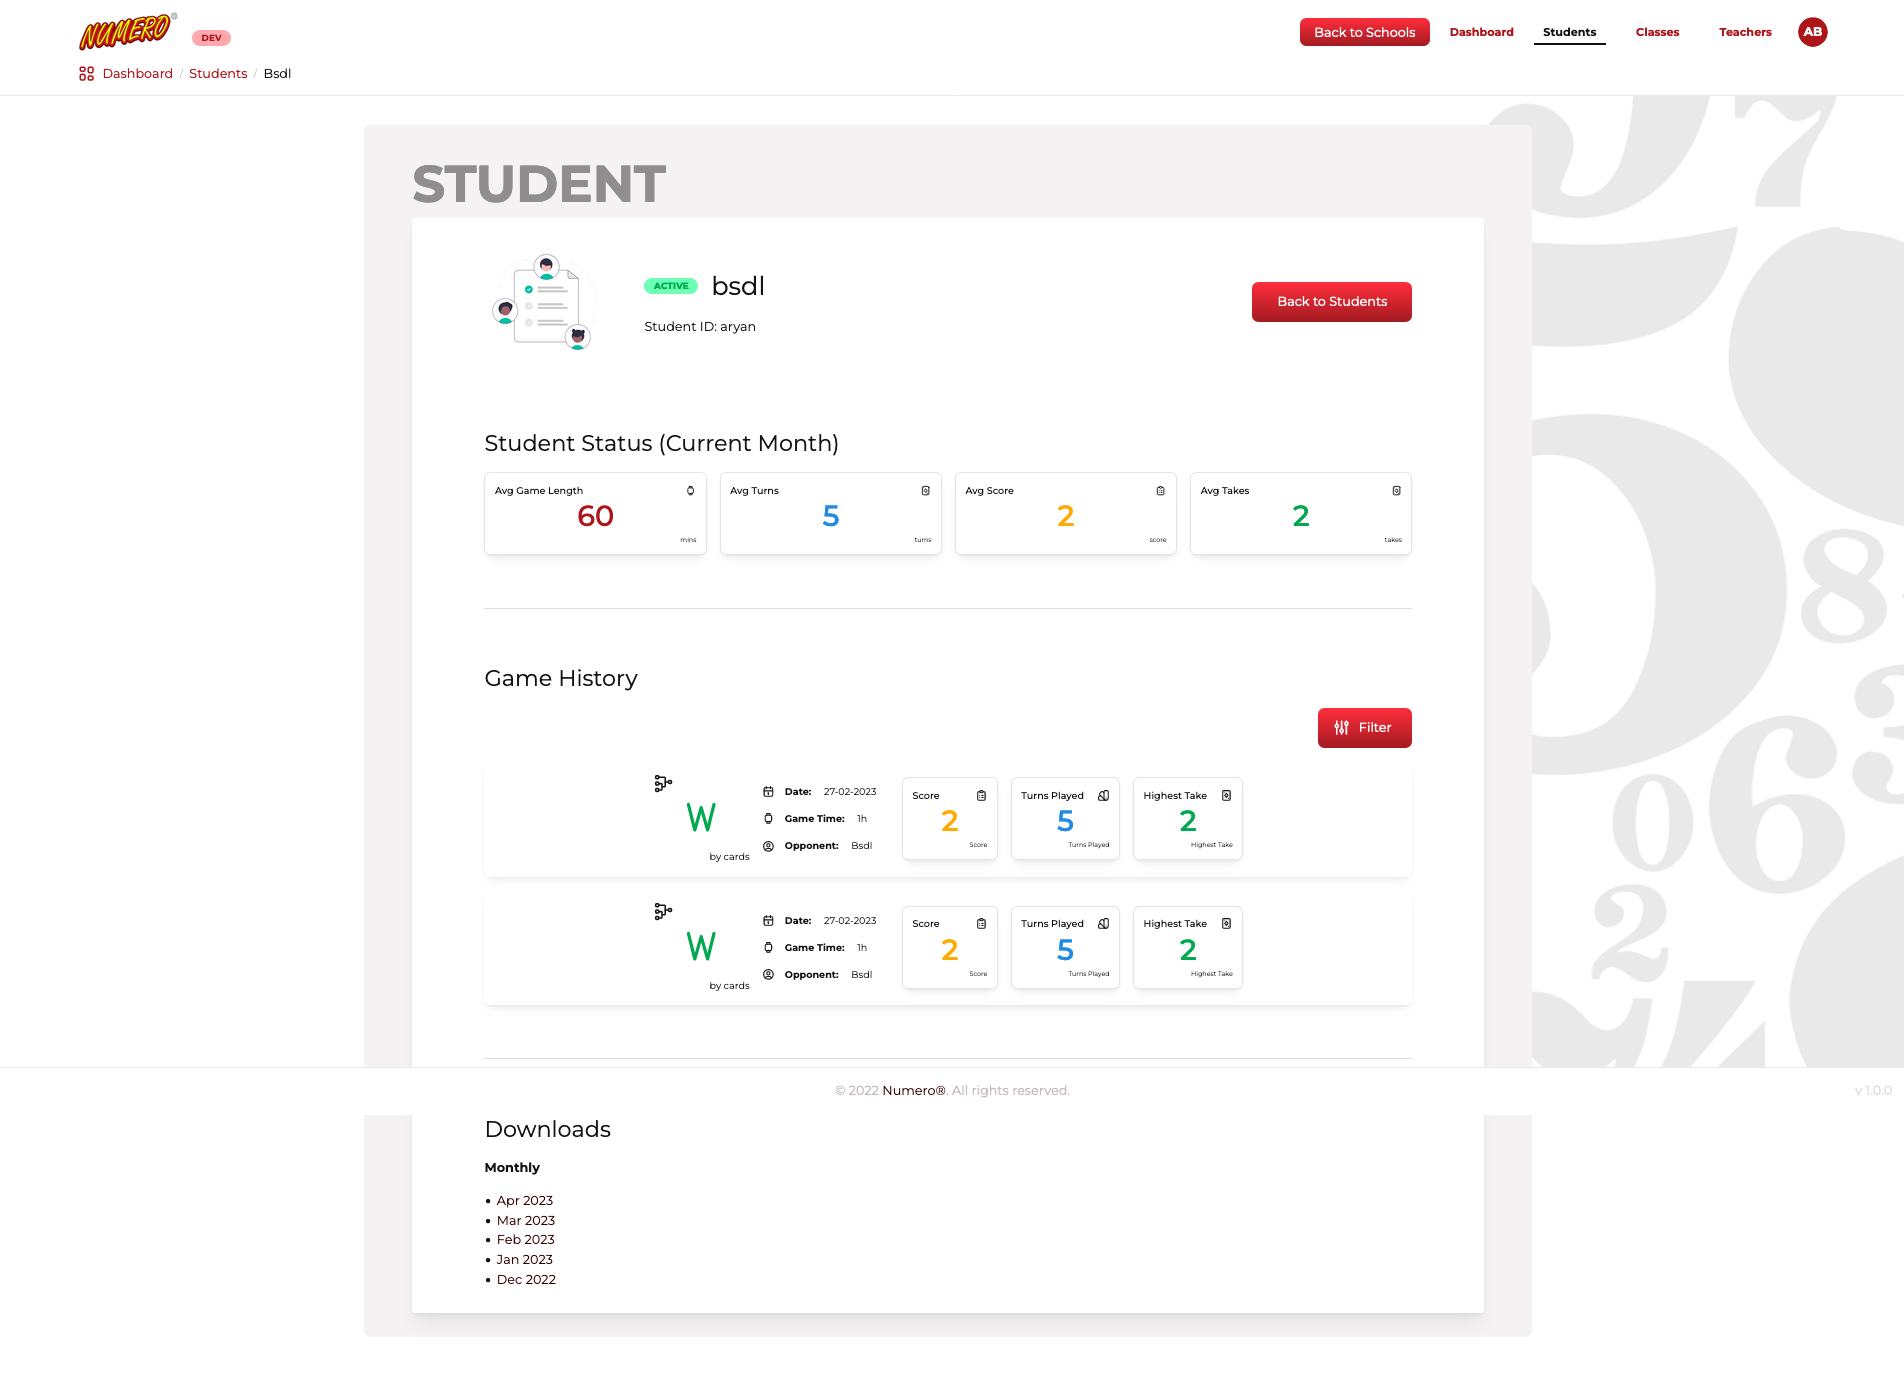 NUMERO®
DEV
Back to Schools
Dashboard
Students
Classes
Teachers
AB
Dashboard / Students / Bsdl
STUDENT
ACTIVE bsdl
Student ID: aryan
Back to Students
Student Status (Current Month)
Avg Game Length
60
mins
Avg Turns
5
turns
Avg Score
2
score
Avg Takes
2
takes
Game History
Filter
W
by cards
Date: 27-02-2023
Game Time: 1h
Opponent: Bsdl
Score
2
Score
Turns Played
5
Turns Played
Highest Take
2
Highest Take
W
by cards
Date: 27-02-2023
Game Time: 1h
Opponent: Bsdl
Score
2
Score
Turns Played
5
Turns Played
Highest Take
2
Highest Take
© 2022 Numero®. All rights reserved.
v 1.0.0
Downloads
Monthly
• Apr 2023
• Mar 2023
• Feb 2023
• Jan 2023
• Dec 2022
7
8
3
0
6
2